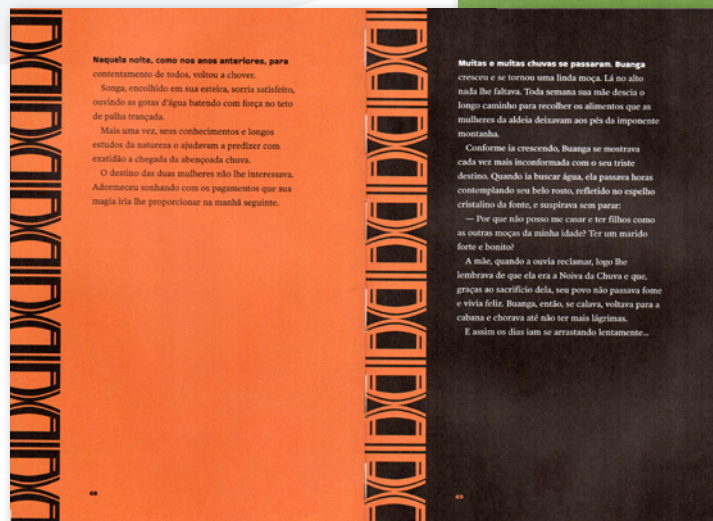 Naquela noite, como nos anos anteriores, para
contentamento de todos, voltou a chover.
Songa, encolhido em sua esteira, sorria satisfeito,
ouvindo as gotas d'água batendo com força no teto
de palha trançada.
Mais uma vez, seus conhecimentos e longos
estudos da natureza o ajudavam a predizer com
exatidão a chegada da abençoada chuva.
O destino das duas mulheres não lhe interessava.
Adormeceu sonhando com os pagamentos que sua
magia iria lhe proporcionar na manhã seguinte.
48
Muitas e muitas chuvas se passaram. Buanga
cresceu e se tornou uma linda moça. Lá no alto
nada lhe faltava. Toda semana sua mãe descia o
longo caminho para recolher os alimentos que as
mulheres da aldeia deixavam aos pés da imponente
montanha.
Conforme ia crescendo, Buanga se mostrava
cada vez mais inconformada com o seu triste
destino. Quando ia buscar água, ela passava horas
contemplando seu belo rosto, refletido no espelho
cristalino da fonte, e suspirava sem parar:
— Por que não posso me casar e ter filhos como
as outras moças da minha idade? Ter um marido
forte e bonito?
A mãe, quando a ouvia reclamar, logo lhe
lembrava de que ela era a Noiva da Chuva e que,
graças ao sacrifício dela, seu povo não passava fome
e vivia feliz. Buanga, então, se calava, voltava para a
cabana e chorava até não ter mais lágrimas.
E assim os dias iam se arrastando lentamente...
49